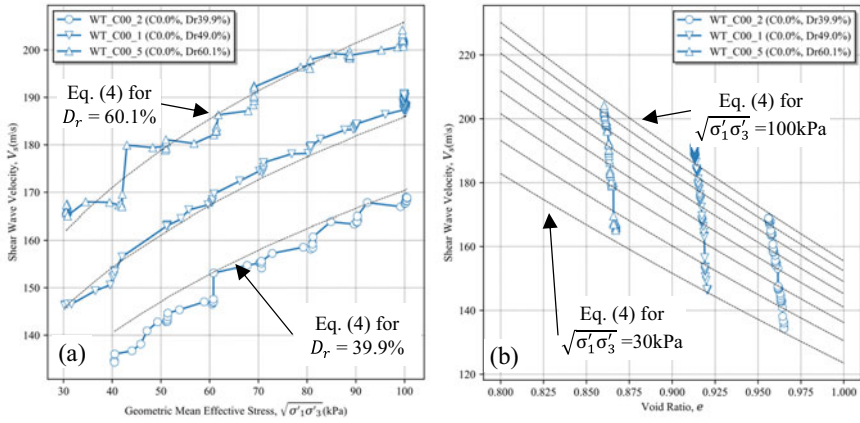 WT_C00_2 (C0.0%, Dr39.9%)
WT_C00_1 (C0.0%, Dr49.0%)
WT_C00_5 (C0.0%, Dr60.1%)
Eq. (4) for
D_r = 60.1%
Eq. (4) for
D_r = 39.9%
(a)
Shear Wave Velocity, V_s(m\s)
200
190
180
170
160
150
140
30
40
50
60
70
80
90
100
Geometric Mean Effective Stress, √σ'₁σ'₃(kPa)
WT_C00_2 (C0.0%, Dr39.9%)
WT_C00_1 (C0.0%, Dr49.0%)
WT_C00_5 (C0.0%, Dr60.1%)
Eq. (4) for
√σ′₁σ′₃ =100kPa
Eq. (4) for
√σ′₁σ′₃ =30kPa
(b)
Shear Wave Velocity, V_s(m\s)
220
200
180
160
140
120
0.800
0.825
0.850
0.875
0.900
0.925
0.950
0.975
1.000
Void Ratio, e